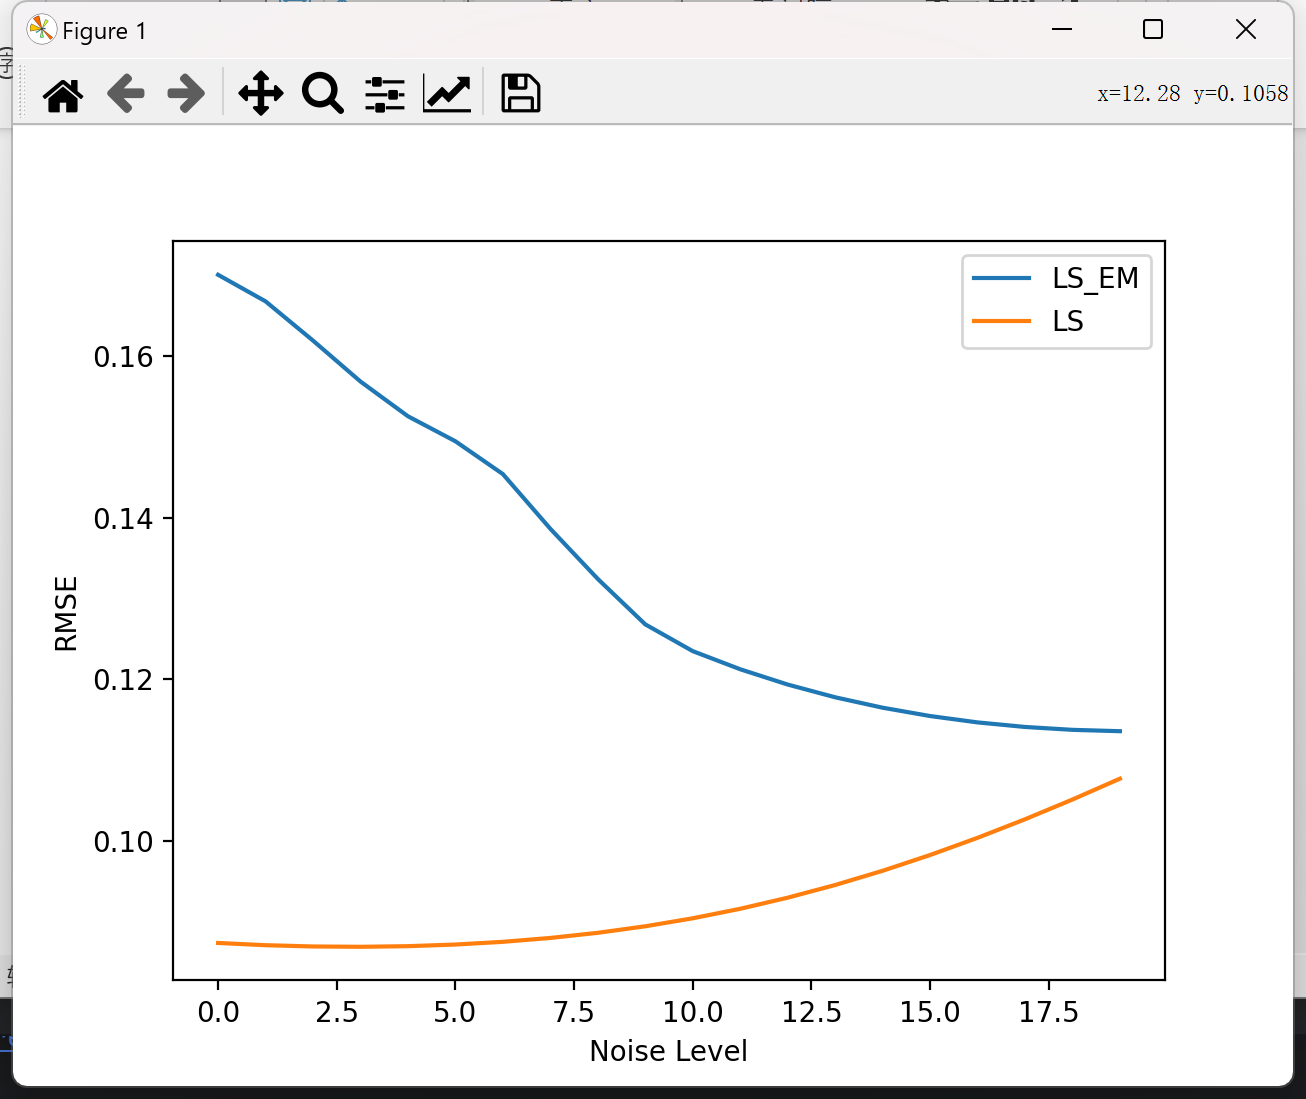 Figure 1
x=12.28 y=0.1058
LS_EM
LS
0.16
0.14
0.12
0.10
RMSE
0.0 2.5 5.0 7.5 10.0 12.5 15.0 17.5
Noise Level